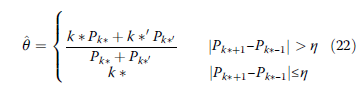 θ̂ = { (k∗P_{k∗} + k∗′P_{k∗′}) / (P_{k∗} + P_{k∗′})    |P_{k∗+1}−P_{k∗−1}| > η    (22)
k∗    |P_{k∗+1}−P_{k∗−1}|≤η